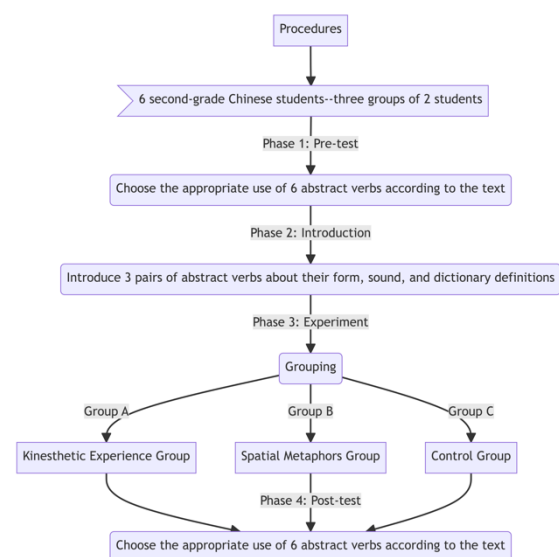 Procedures
6 second-grade Chinese students--three groups of 2 students
Phase 1: Pre-test
Choose the appropriate use of 6 abstract verbs according to the text
Phase 2: Introduction
Introduce 3 pairs of abstract verbs about their form, sound, and dictionary definitions
Phase 3: Experiment
Grouping
Group A
Group B
Group C
Kinesthetic Experience Group
Spatial Metaphors Group
Control Group
Phase 4: Post-test
Choose the appropriate use of 6 abstract verbs according to the text